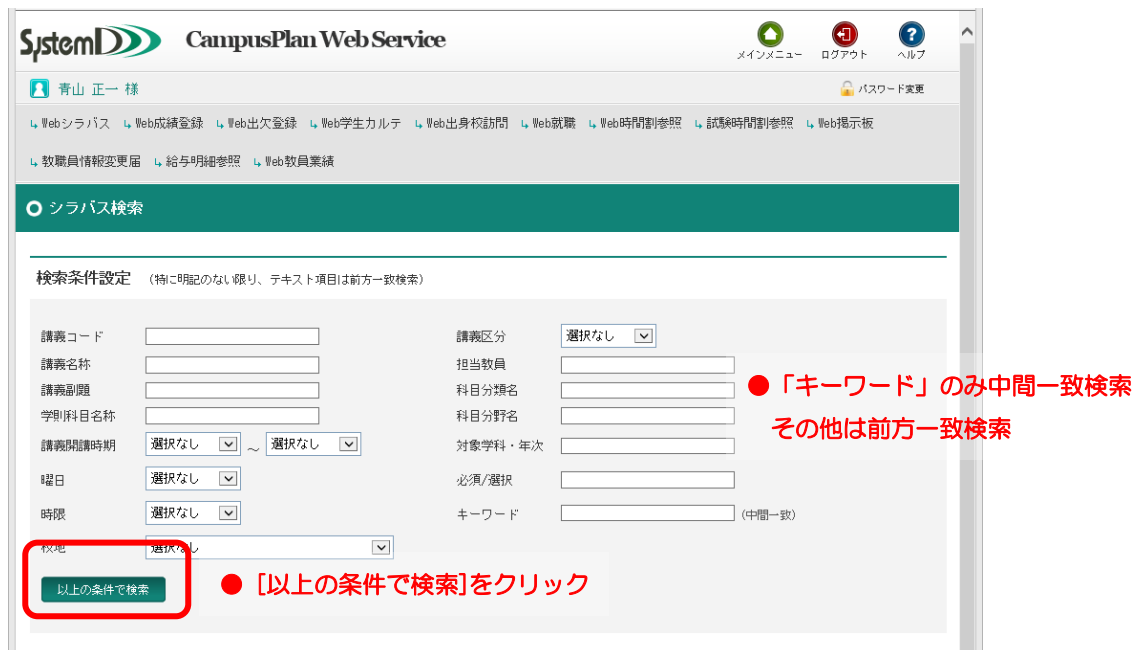 SystemD CampusPlan Web Service
メインメニュー ログアウト ヘルプ
青山 正一 様
パスワード変更
Webシラバス Web成績登録 Web出欠登録 Web学生カルテ Web出身校訪問 Web就職 Web時間割参照 試験時間割参照 Web掲示板
教職員情報変更届 給与明細参照 Web教員業績
シラバス検索
検索条件設定 (特に明記のない限り、テキスト項目は前方一致検索)
講義コード 講義区分 選択なし
講義名称 担当教員
講義副題 科目分類名
学則科目名称 科目分野名
講義開講時期 選択なし ~ 選択なし 対象学科・年次
曜日 選択なし 必須/選択
時限 選択なし キーワード (中間一致)
校地 選択なし
以上の条件で検索
●「キーワード」のみ中間一致検索
その他は前方一致検索
● [以上の条件で検索]をクリック